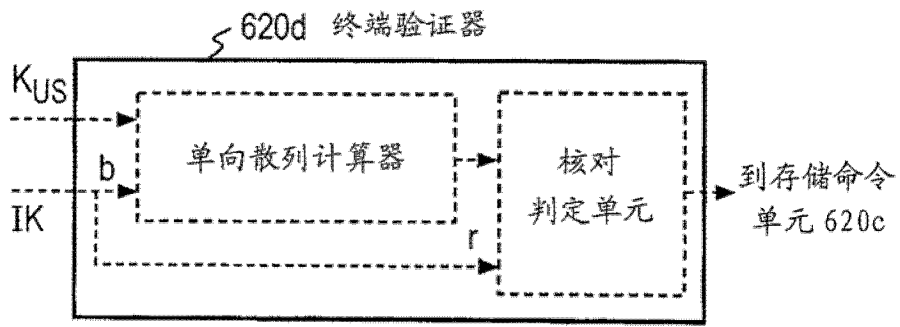 620d 终端验证器
KUS
单向散列计算器
b
IK
r
核对
判定单元
到存储命令
单元 620c